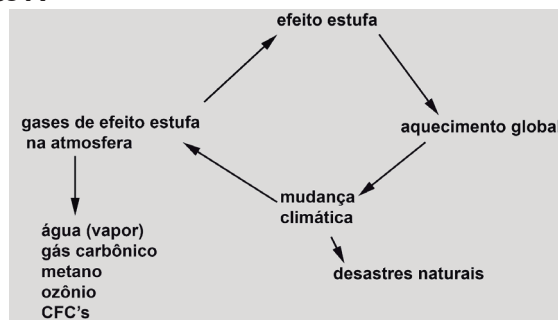 efeito estufa
gases de efeito estufa
na atmosfera
aquecimento global
mudança
climática
água (vapor)
gás carbônico
metano
ozônio
CFC's
desastres naturais